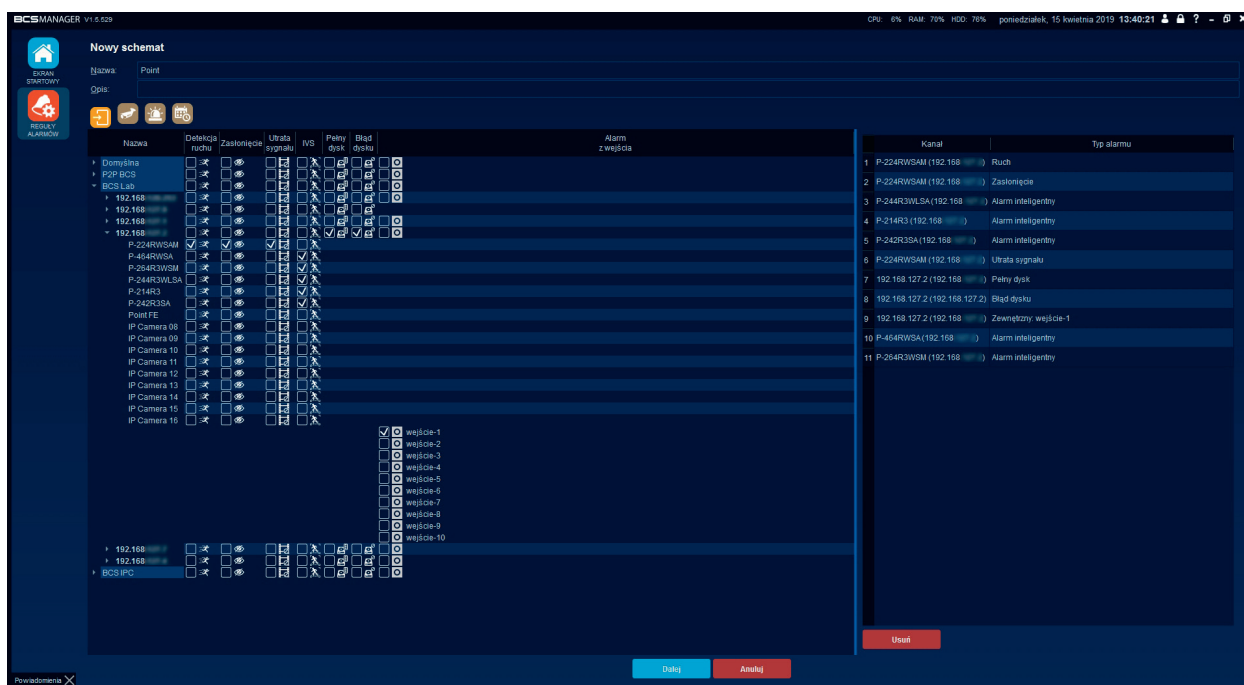 BCSMANAGER V1.6.629 CPU: 6% RAM: 70% HDD: 76% poniedziałek, 15 kwietnia 2019 13:40:21 ?
EKRAN STARTOWY
REGUŁY ALARMÓW
Nowy schemat
Nazwa: Point
Opis:
Nazwa Detekcja ruchu Zasłonięcie Utrata sygnału IVS Pełny dysk Błąd dysku Alarm z wejścia
Domyślna
P2P BCS
BCS Lab
192.168
192.168
192.168
192.168
P-224RWSAM
P-464RWSA
P-264R3WSM
P-244R3WLSA
P-214R3
P-242R3SA
Point FE
IP Camera 08
IP Camera 09
IP Camera 10
IP Camera 11
IP Camera 12
IP Camera 13
IP Camera 14
IP Camera 15
IP Camera 16
wejście-1
wejście-2
wejście-3
wejście-4
wejście-5
wejście-6
wejście-7
wejście-8
wejście-9
wejście-10
192.168
192.168
BCS IPC
Kanał Typ alarmu
1 P-224RWSAM (192.168 ) Ruch
2 P-224RWSAM (192.168 ) Zasłonięcie
3 P-244R3WLSA (192.168 ) Alarm inteligentny
4 P-214R3 (192.168 ) Alarm inteligentny
5 P-242R3SA (192.168 ) Alarm inteligentny
6 P-224RWSAM (192.168 ) Utrata sygnału
7 192.168.127.2 (192.168 ) Pełny dysk
8 192.168.127.2 (192.168.127.2) Błąd dysku
9 192.168.127.2 (192.168 ) Zewnętrzny: wejście-1
10 P-464RWSA (192.168 ) Alarm inteligentny
11 P-264R3WSM (192.168 ) Alarm inteligentny
Usuń
Dalej Anuluj
Powiadomienia